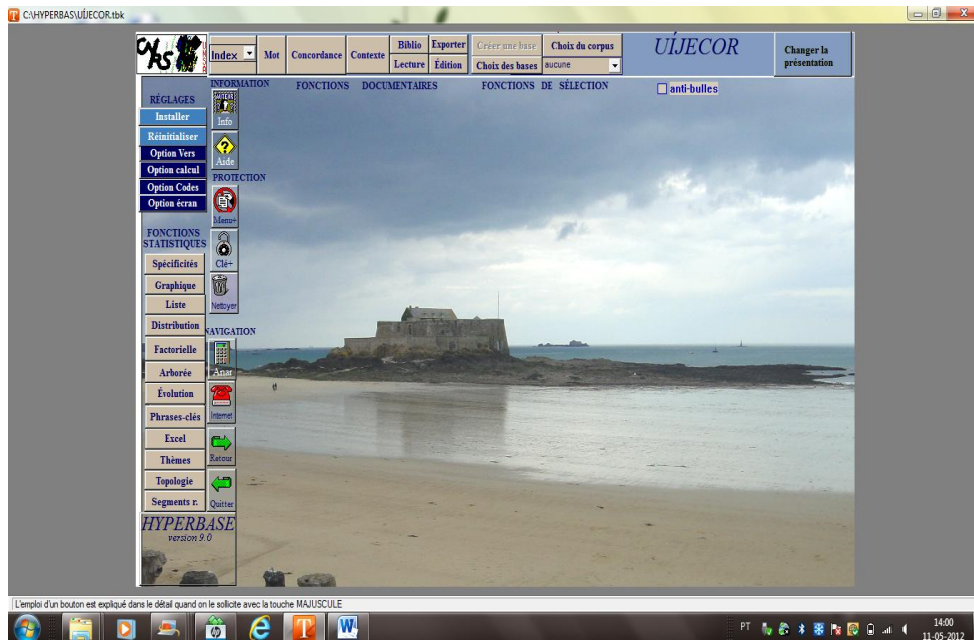 C:\HYPERBAS\UÍJECOR.tbk
CNRS
Index
Mot
Concordance
Contexte
Biblio
Lecture
Exporter
Édition
Créer une base
Choix du corpus
Choix des bases
aucune
UÍJECOR
Changer la
présentation
INFORMATION
FONCTIONS DOCUMENTAIRES
FONCTIONS DE SÉLECTION
anti-bulles
RÉGLAGES
Installer
Réinitialiser
Option Vers
Option calcul
Option Codes
Option écran
FONCTIONS
STATISTIQUES
Spécificités
Graphique
Liste
Distribution
Factorielle
Arborée
Évolution
Phrases-clés
Excel
Thèmes
Topologie
Segments r.
HYPERBASE
version 9.0
Info
Aide
PROTECTION
Menu+
Clé+
Nettoyer
NAVIGATION
Anar
Internet
Retour
Quitter
L'emploi d'un bouton est expliqué dans le détail quand on le sollicite avec la touche MAJUSCULE
PT
14:00
11-05-2012